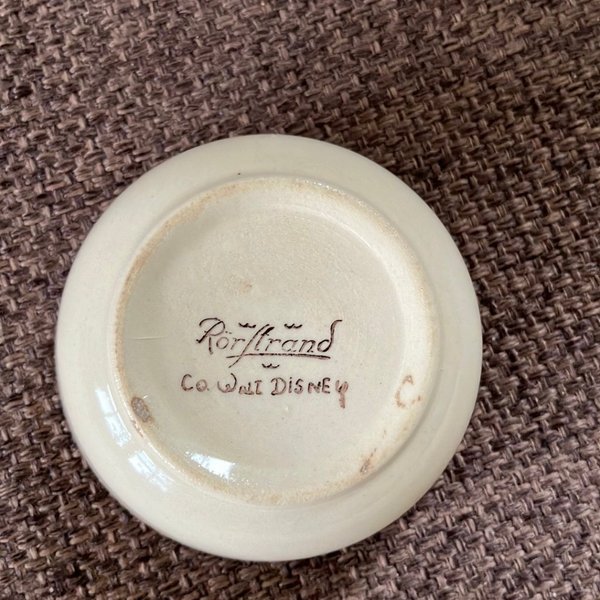 Rörstrand
Co. WALT DISNEY
C.